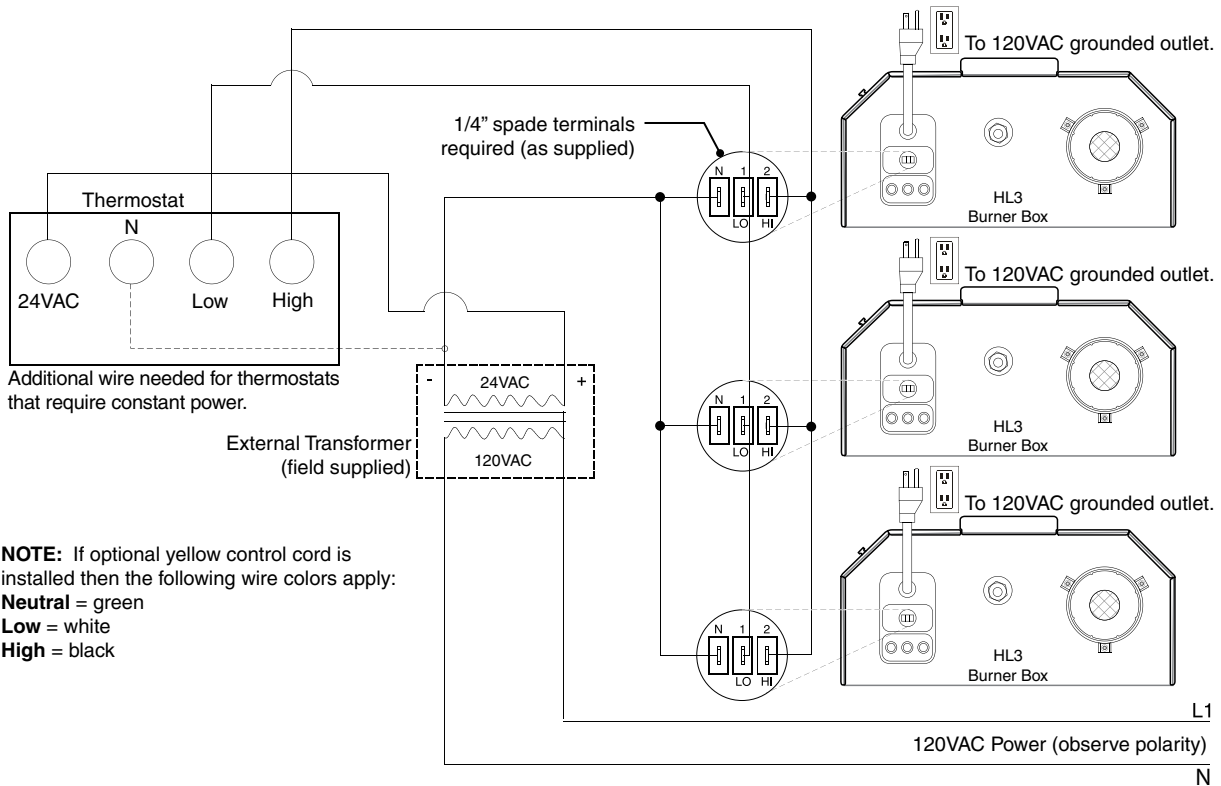 To 120VAC grounded outlet.
1/4” spade terminals
required (as supplied)
N 1 2
LO HI
HL3
Burner Box
Thermostat
N
24VAC
Low
High
Additional wire needed for thermostats
that require constant power.
To 120VAC grounded outlet.
- 24VAC +
120VAC
External Transformer
(field supplied)
N 1 2
LO HI
HL3
Burner Box
To 120VAC grounded outlet.
NOTE: If optional yellow control cord is
installed then the following wire colors apply:
Neutral = green
Low = white
High = black
N 1 2
LO HI
HL3
Burner Box
L1
120VAC Power (observe polarity)
N